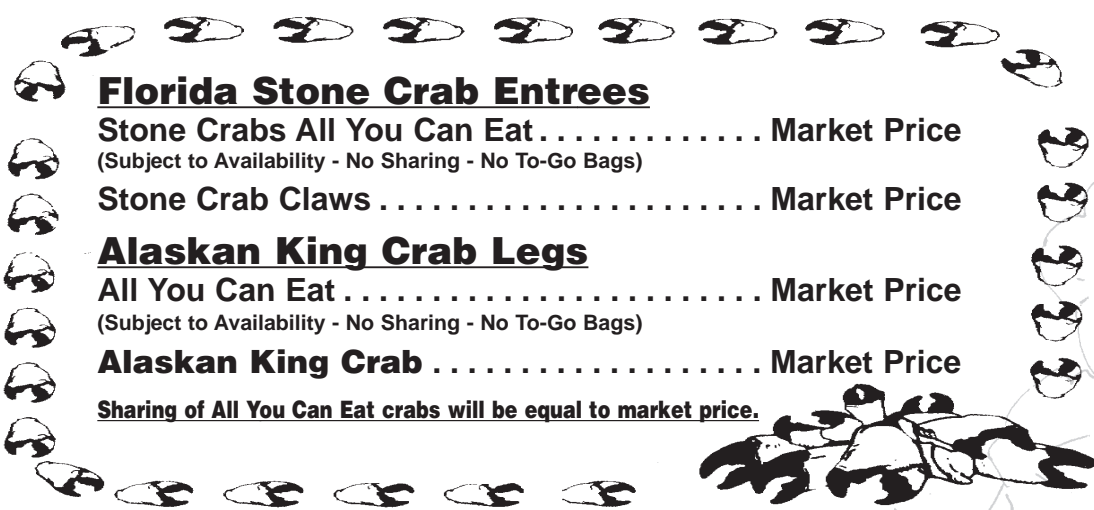 Florida Stone Crab Entrees
Stone Crabs All You Can Eat . . . . . . . . . . . . . Market Price
(Subject to Availability - No Sharing - No To-Go Bags)
Stone Crab Claws . . . . . . . . . . . . . . . . . . . . . . Market Price
Alaskan King Crab Legs
All You Can Eat . . . . . . . . . . . . . . . . . . . . . . . . Market Price
(Subject to Availability - No Sharing - No To-Go Bags)
Alaskan King Crab . . . . . . . . . . . . . . . . . . . Market Price
Sharing of All You Can Eat crabs will be equal to market price.